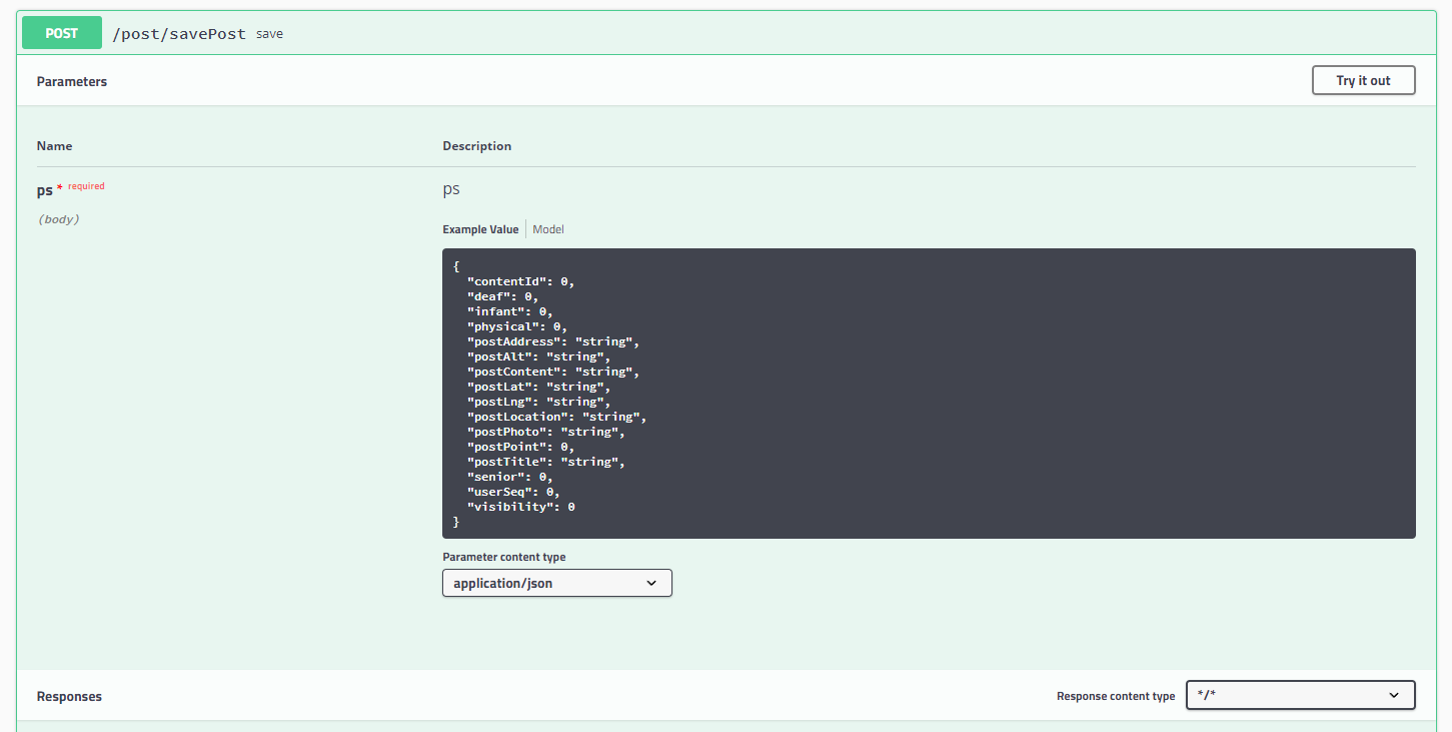 POST /post/savePost save
Parameters
Try it out
Name Description
ps * required
ps
(body)
Example Value Model
{
  "contentId": 0,
  "deaf": 0,
  "infant": 0,
  "physical": 0,
  "postAddress": "string",
  "postAlt": "string",
  "postContent": "string",
  "postLat": "string",
  "postLng": "string",
  "postLocation": "string",
  "postPhoto": "string",
  "postPoint": 0,
  "postTitle": "string",
  "senior": 0,
  "userSeq": 0,
  "visibility": 0
}
Parameter content type
application/json
Responses
Response content type */*